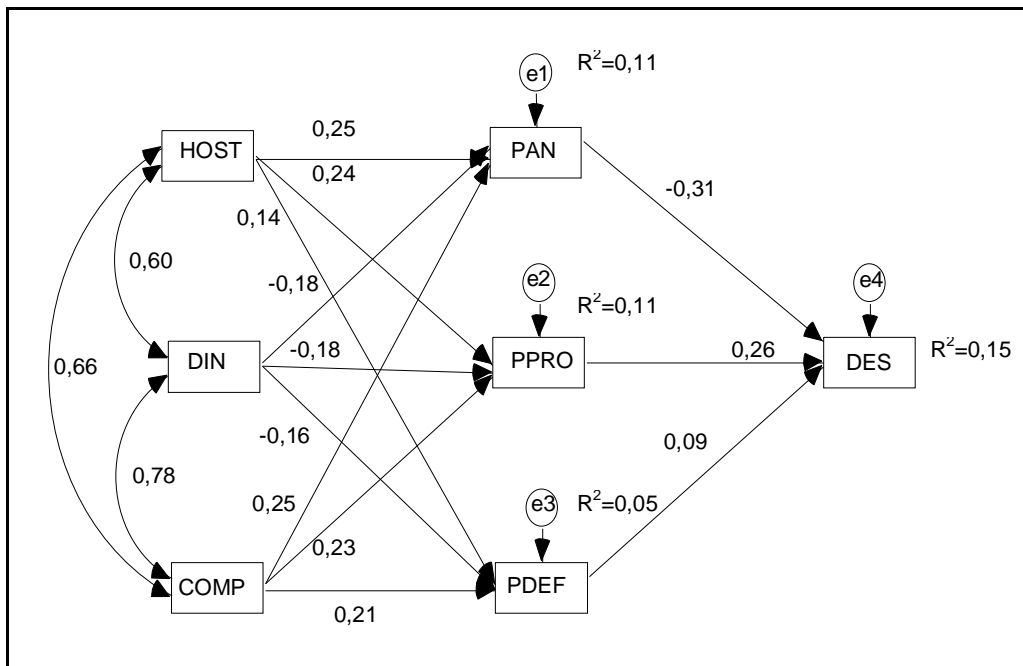 e1
R²=0,11
HOST
0,25
PAN
0,24
-0,31
0,14
0,60
-0,18
e2
R²=0,11
e4
DIN
-0,18
PPRO
0,26
DES
R²=0,15
0,66
-0,16
0,09
0,78
0,25
e3
R²=0,05
0,23
COMP
PDEF
0,21